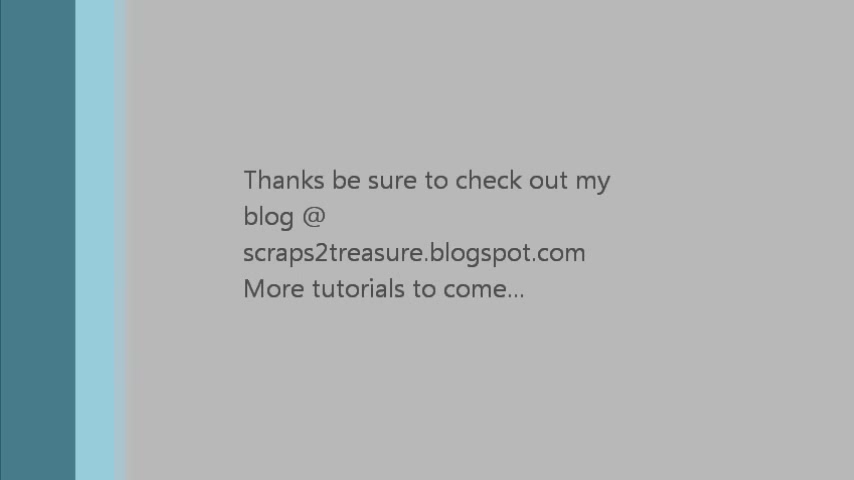 Thanks be sure to check out my
blog @
scraps2treasure.blogspot.com
More tutorials to come...